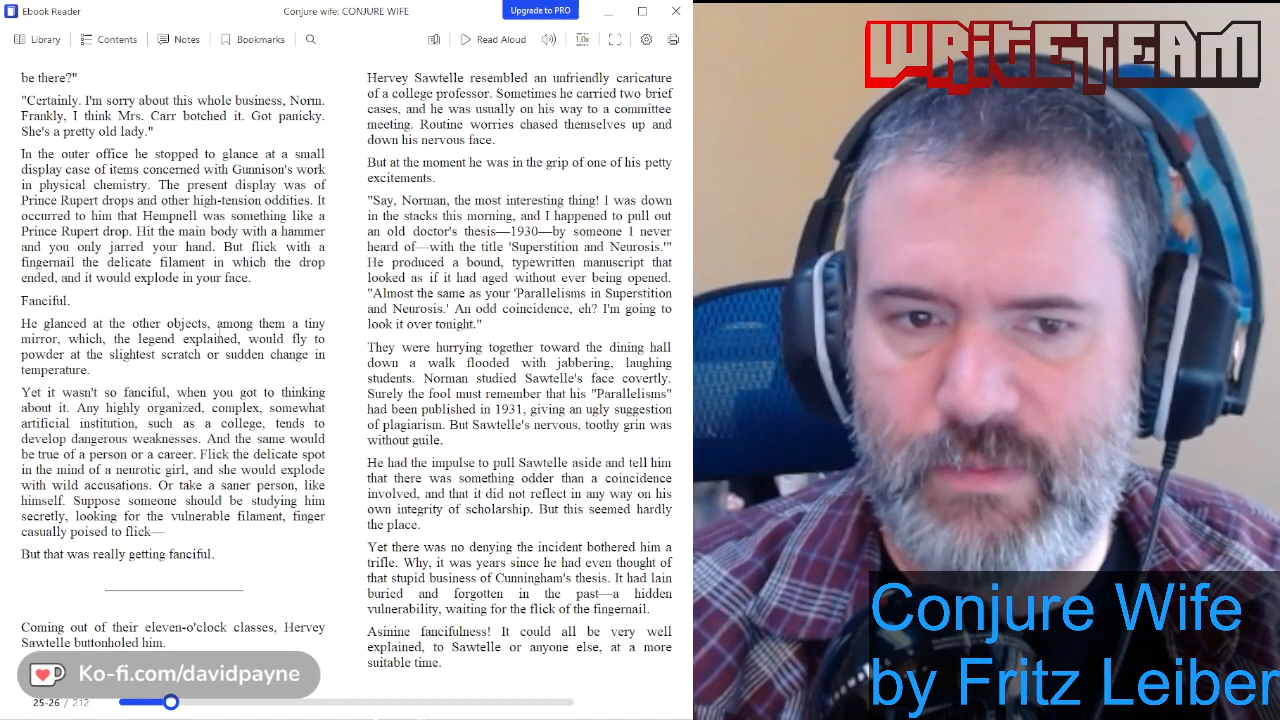 Ebook Reader
Conjure wife: CONJURE WIFE
Upgrade to PRO
Library
Contents
Notes
Bookmarks
Read Aloud
1.0x
be there?"
"Certainly. I'm sorry about this whole business, Norm.
Frankly, I think Mrs. Carr botched it. Got panicky.
She's a pretty old lady."
In the outer office he stopped to glance at a small
display case of items concerned with Gunnison's work
in physical chemistry. The present display was of
Prince Rupert drops and other high-tension oddities. It
occurred to him that Hempnell was something like a
Prince Rupert drop. Hit the main body with a hammer
and you only jarred your hand. But flick with a
fingernail the delicate filament in which the drop
ended, and it would explode in your face.
Fanciful.
He glanced at the other objects, among them a tiny
mirror, which, the legend explained, would fly to
powder at the slightest scratch or sudden change in
temperature.
Yet it wasn't so fanciful, when you got to thinking
about it. Any highly organized, complex, somewhat
artificial institution, such as a college, tends to
develop dangerous weaknesses. And the same would
be true of a person or a career. Flick the delicate spot
in the mind of a neurotic girl, and she would explode
with wild accusations. Or take a saner person, like
himself. Suppose someone should be studying him
secretly, looking for the vulnerable filament, finger
casually poised to flick—
But that was really getting fanciful.
Coming out of their eleven-o'clock classes, Hervey
Sawtelle buttonholed him.
Hervey Sawtelle resembled an unfriendly caricature
of a college professor. Sometimes he carried two brief
cases, and he was usually on his way to a committee
meeting. Routine worries chased themselves up and
down his nervous face.
But at the moment he was in the grip of one of his petty
excitements.
"Say, Norman, the most interesting thing! I was down
in the stacks this morning, and I happened to pull out
an old doctor's thesis—1930—by someone I never
heard of—with the title 'Superstition and Neurosis.'"
He produced a bound, typewritten manuscript that
looked as if it had aged without ever being opened.
"Almost the same as your 'Parallelisms in Superstition
and Neurosis.' An odd coincidence, eh? I'm going to
look it over tonight."
They were hurrying together toward the dining hall
down a walk flooded with jabbering, laughing
students. Norman studied Sawtelle's face covertly.
Surely the fool must remember that his "Parallelisms"
had been published in 1931, giving an ugly suggestion
of plagiarism. But Sawtelle's nervous, toothy grin was
without guile.
He had the impulse to pull Sawtelle aside and tell him
that there was something odder than a coincidence
involved, and that it did not reflect in any way on his
own integrity of scholarship. But this seemed hardly
the place.
Yet there was no denying the incident bothered him a
trifle. Why, it was years since he had even thought of
that stupid business of Cunningham's thesis. It had lain
buried and forgotten in the past—a hidden
vulnerability, waiting for the flick of the fingernail.
Asinine fancifulness! It could all be very well
explained, to Sawtelle or anyone else, at a more
suitable time.
Ko-fi.com/davidpayne
25-26 / 212
WRITETEAM
Conjure Wife
by Fritz Leiber